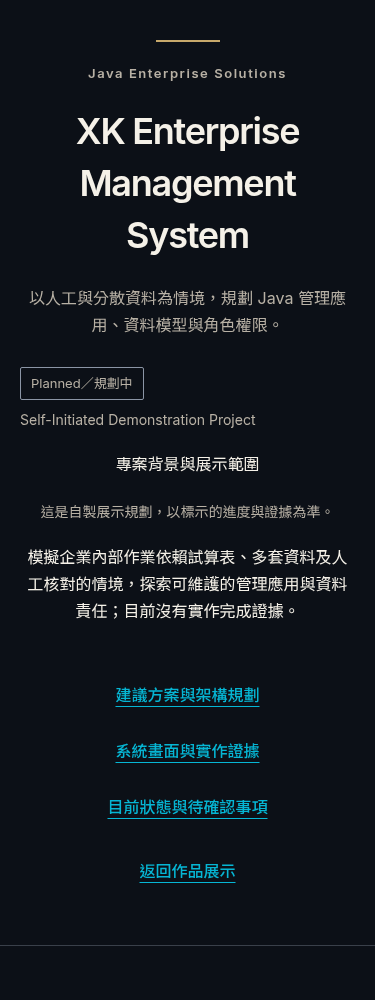 Java Enterprise Solutions
XK Enterprise
Management
System
以人工與分散資料為情境，規劃 Java 管理應
用、資料模型與角色權限。
Planned／規劃中
Self-Initiated Demonstration Project
專案背景與展示範圍
這是自製展示規劃，以標示的進度與證據為準。
模擬企業內部作業依賴試算表、多套資料及人
工核對的情境，探索可維護的管理應用與資料
責任；目前沒有實作完成證據。
建議方案與架構規劃
系統畫面與實作證據
目前狀態與待確認事項
返回作品展示